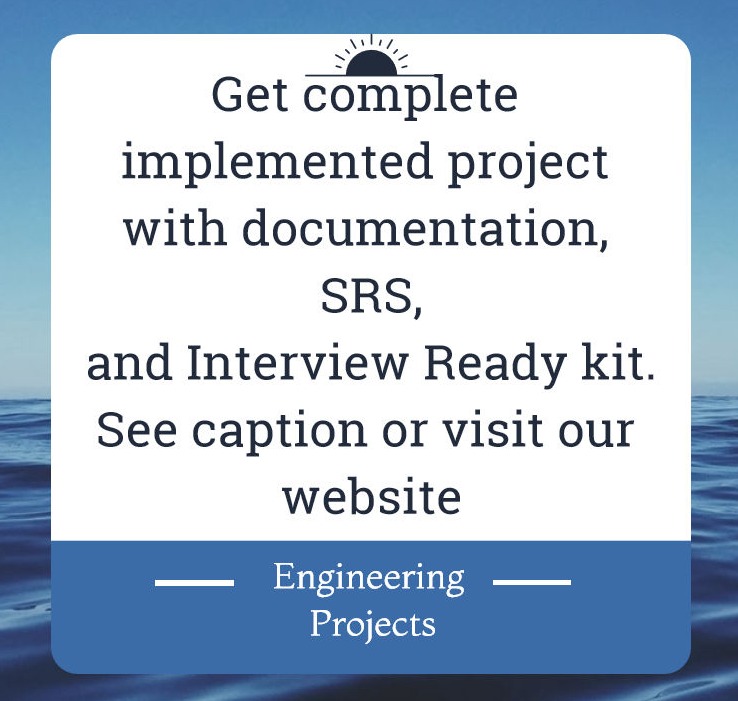 Get complete
implemented project
with documentation,
SRS,
and Interview Ready kit.
See caption or visit our
website
Engineering
Projects